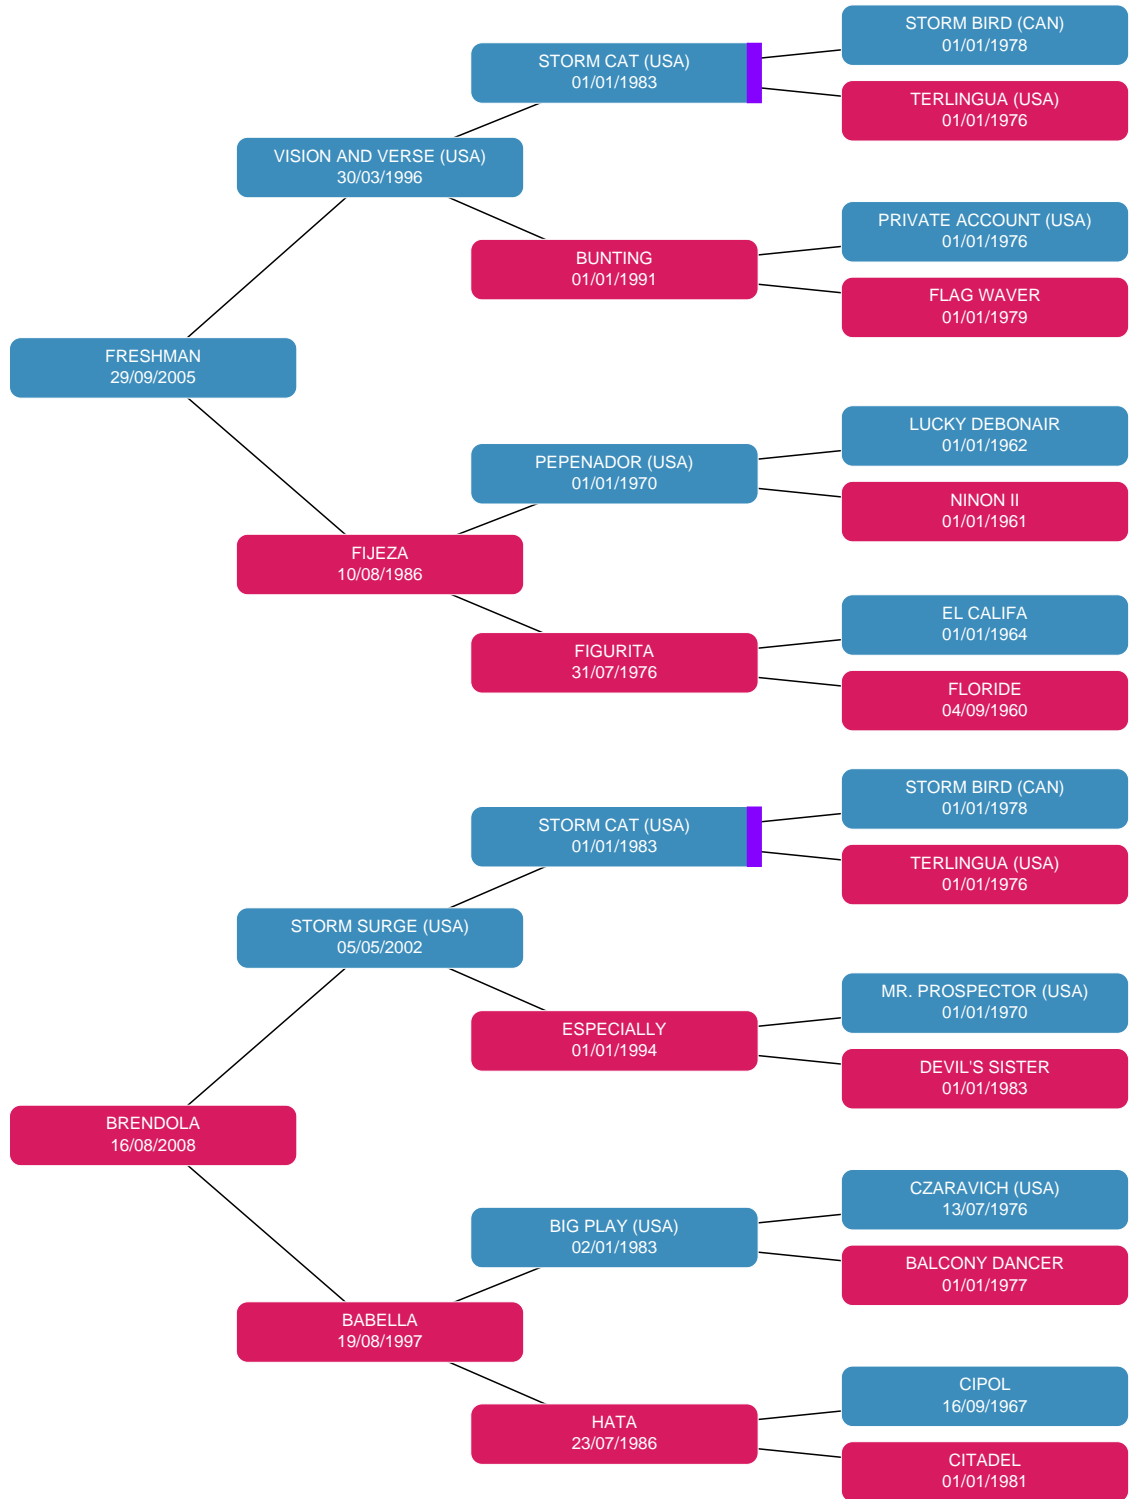 STORM BIRD (CAN)
01/01/1978
STORM CAT (USA)
01/01/1983
TERLINGUA (USA)
01/01/1976
VISION AND VERSE (USA)
30/03/1996
PRIVATE ACCOUNT (USA)
01/01/1976
BUNTING
01/01/1991
FLAG WAVER
01/01/1979
FRESHMAN
29/09/2005
LUCKY DEBONAIR
01/01/1962
PEPENADOR (USA)
01/01/1970
NINON II
01/01/1961
FIJEZA
10/08/1986
EL CALIFA
01/01/1964
FIGURITA
31/07/1976
FLORIDE
04/09/1960
STORM BIRD (CAN)
01/01/1978
STORM CAT (USA)
01/01/1983
TERLINGUA (USA)
01/01/1976
STORM SURGE (USA)
05/05/2002
MR. PROSPECTOR (USA)
01/01/1970
ESPECIALLY
01/01/1994
DEVIL'S SISTER
01/01/1983
BRENDOLA
16/08/2008
CZARAVICH (USA)
13/07/1976
BIG PLAY (USA)
02/01/1983
BALCONY DANCER
01/01/1977
BABELLA
19/08/1997
CIPOL
16/09/1967
HATA
23/07/1986
CITADEL
01/01/1981